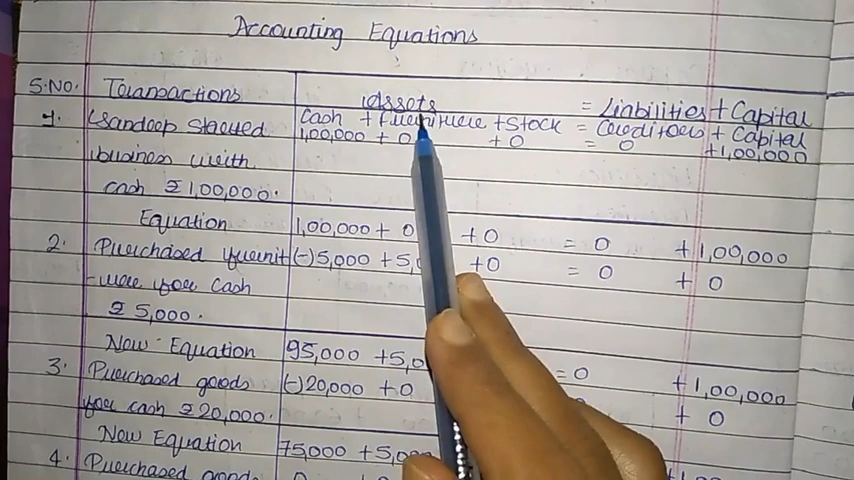 Accounting Equations
S.NO. Transactions Assets = Liabilities + Capital
1. Sandeep Started Cash + Furniture + Stock = Creditors + Capital
1,00,000 + 0 + 0 = 0 +1,00,000
business with
cash ₹ 1,00,000.
Equation 1,00,000 + 0 + 0 = 0 +1,00,000
2. Purchased furnit (-)5,000 +5,0 +0 = 0 + 0
-ure for cash
₹ 5,000.
New Equation 95,000 +5,0 =0 +1,00,000
3. Purchased goods (-)20,000 +0 + 0
for cash ₹ 20,000.
New Equation 75,000 +5,000
4. Purchased goods 0